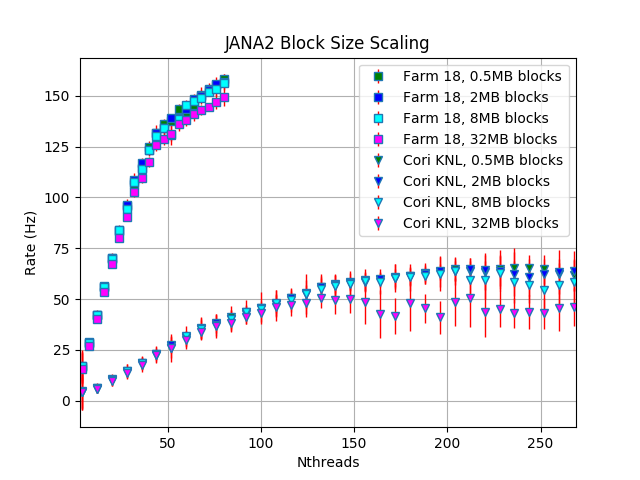 JANA2 Block Size Scaling
Farm 18, 0.5MB blocks
Farm 18, 2MB blocks
Farm 18, 8MB blocks
Farm 18, 32MB blocks
Cori KNL, 0.5MB blocks
Cori KNL, 2MB blocks
Cori KNL, 8MB blocks
Cori KNL, 32MB blocks
Rate (Hz)
150
125
100
75
50
25
0
50
100
150
200
250
Nthreads